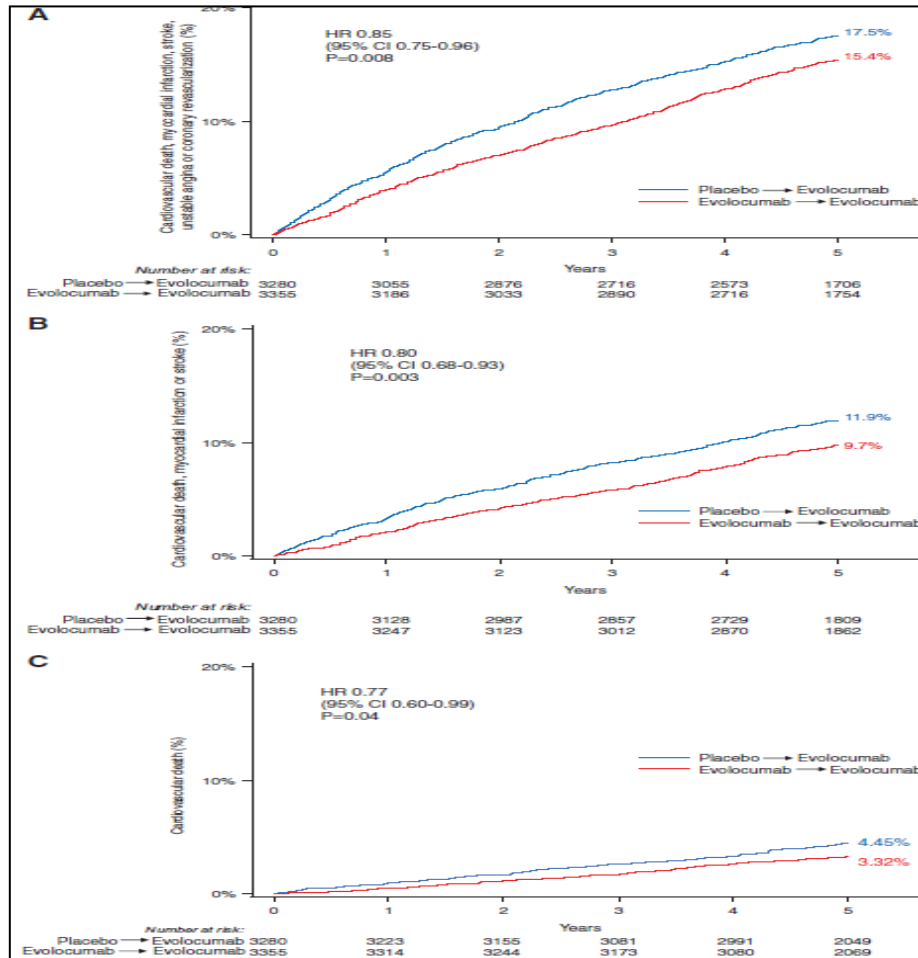 A
20%
HR 0.85
(95% CI 0.75-0.96)
P=0.008
17.5%
15.4%
Cardiovascular death, myocardial infarction, stroke,
unstable angina or coronary revascularization (%)
10%
Placebo → Evolocumab
Evolocumab → Evolocumab
0%
0 1 2 3 4 5
Years
Number at risk:
Placebo → Evolocumab 3280 3055 2876 2716 2573 1706
Evolocumab → Evolocumab 3355 3186 3033 2890 2716 1754
B
20%
HR 0.80
(95% CI 0.68-0.93)
P=0.003
11.9%
9.7%
Cardiovascular death, myocardial infarction or stroke (%)
10%
Placebo → Evolocumab
Evolocumab → Evolocumab
0%
0 1 2 3 4 5
Years
Number at risk:
Placebo → Evolocumab 3280 3128 2987 2857 2729 1809
Evolocumab → Evolocumab 3355 3247 3123 3012 2870 1862
C
20%
HR 0.77
(95% CI 0.60-0.99)
P=0.04
Cardiovascular death (%)
Placebo → Evolocumab
Evolocumab → Evolocumab
10%
4.45%
3.32%
0%
0 1 2 3 4 5
Years
Number at risk:
Placebo → Evolocumab 3280 3223 3155 3081 2991 2049
Evolocumab → Evolocumab 3355 3314 3244 3173 3080 2069